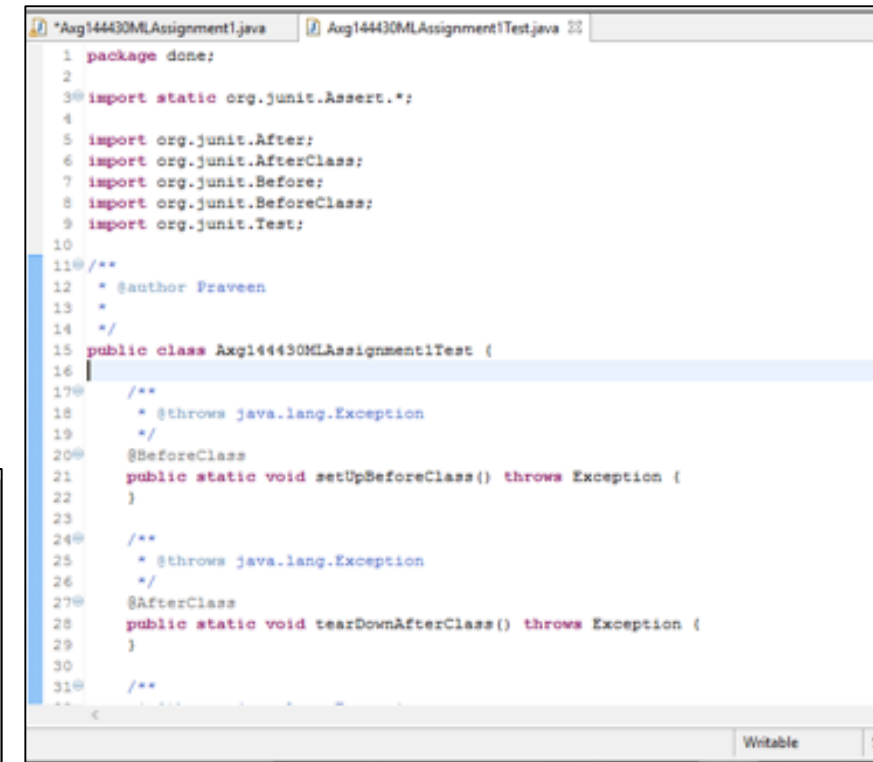 *Axg144430MLAssignment1.java Axg144430MLAssignment1Test.java
1 package done;
2
3 import static org.junit.Assert.*;
4
5 import org.junit.After;
6 import org.junit.AfterClass;
7 import org.junit.Before;
8 import org.junit.BeforeClass;
9 import org.junit.Test;
10
11 /**
12 * @author Praveen
13 *
14 */
15 public class Axg144430MLAssignment1Test {
16
17 /**
18 * @throws java.lang.Exception
19 */
20 @BeforeClass
21 public static void setUpBeforeClass() throws Exception {
22 }
23
24 /**
25 * @throws java.lang.Exception
26 */
27 @AfterClass
28 public static void tearDownAfterClass() throws Exception {
29 }
30
31 /**
Writable